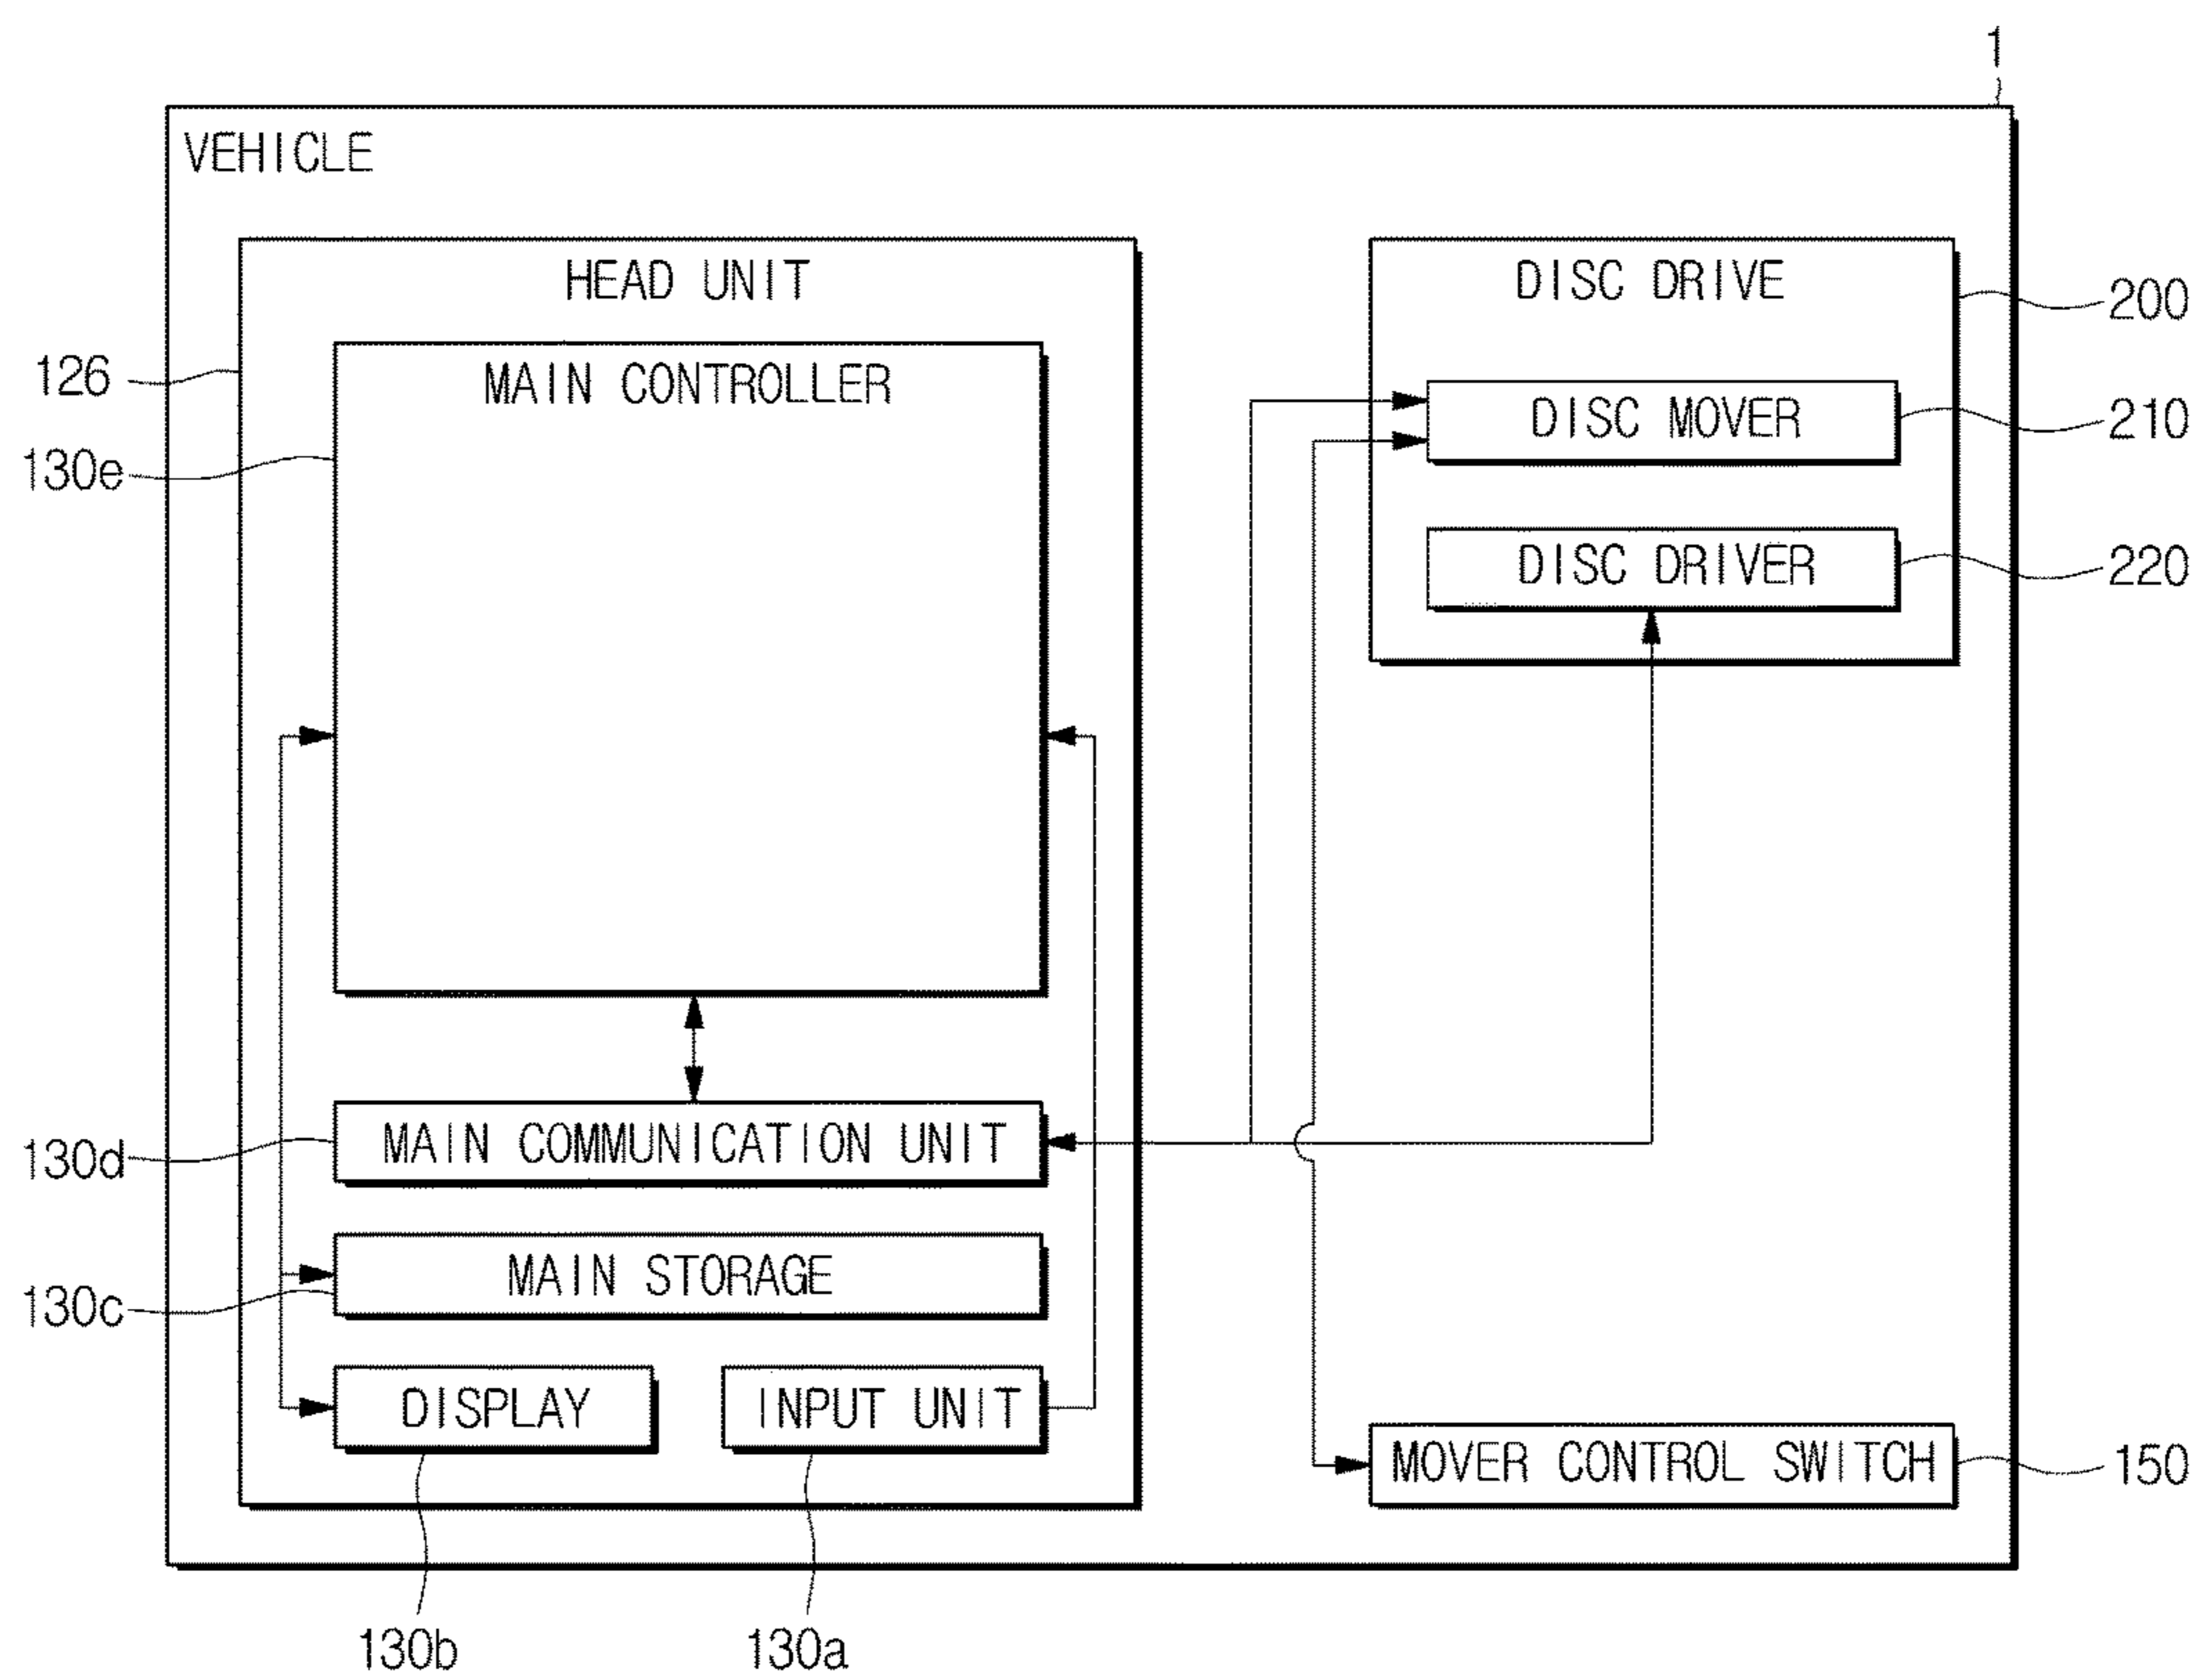 1
VEHICLE
HEAD UNIT
DISC DRIVE
200
126
MAIN CONTROLLER
DISC MOVER
210
130e
DISC DRIVER
220
130d
MAIN COMMUNICATION UNIT
MAIN STORAGE
130c
DISPLAY
INPUT UNIT
MOVER CONTROL SWITCH
150
130b
130a